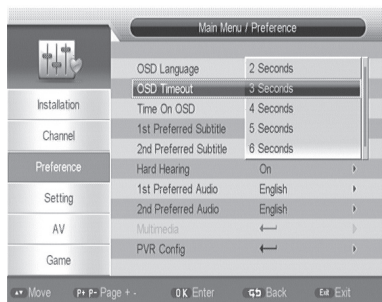 Main Menu / Preference
Installation
Channel
Preference
Setting
AV
Game
OSD Language
OSD Timeout
Time On OSD
1st Preferred Subtitle
2nd Preferred Subtitle
Hard Hearing On
1st Preferred Audio English
2nd Preferred Audio English
Multimedia
PVR Config
2 Seconds
3 Seconds
4 Seconds
5 Seconds
6 Seconds
Move P+ P- Page + - OK Enter Back Exit Exit